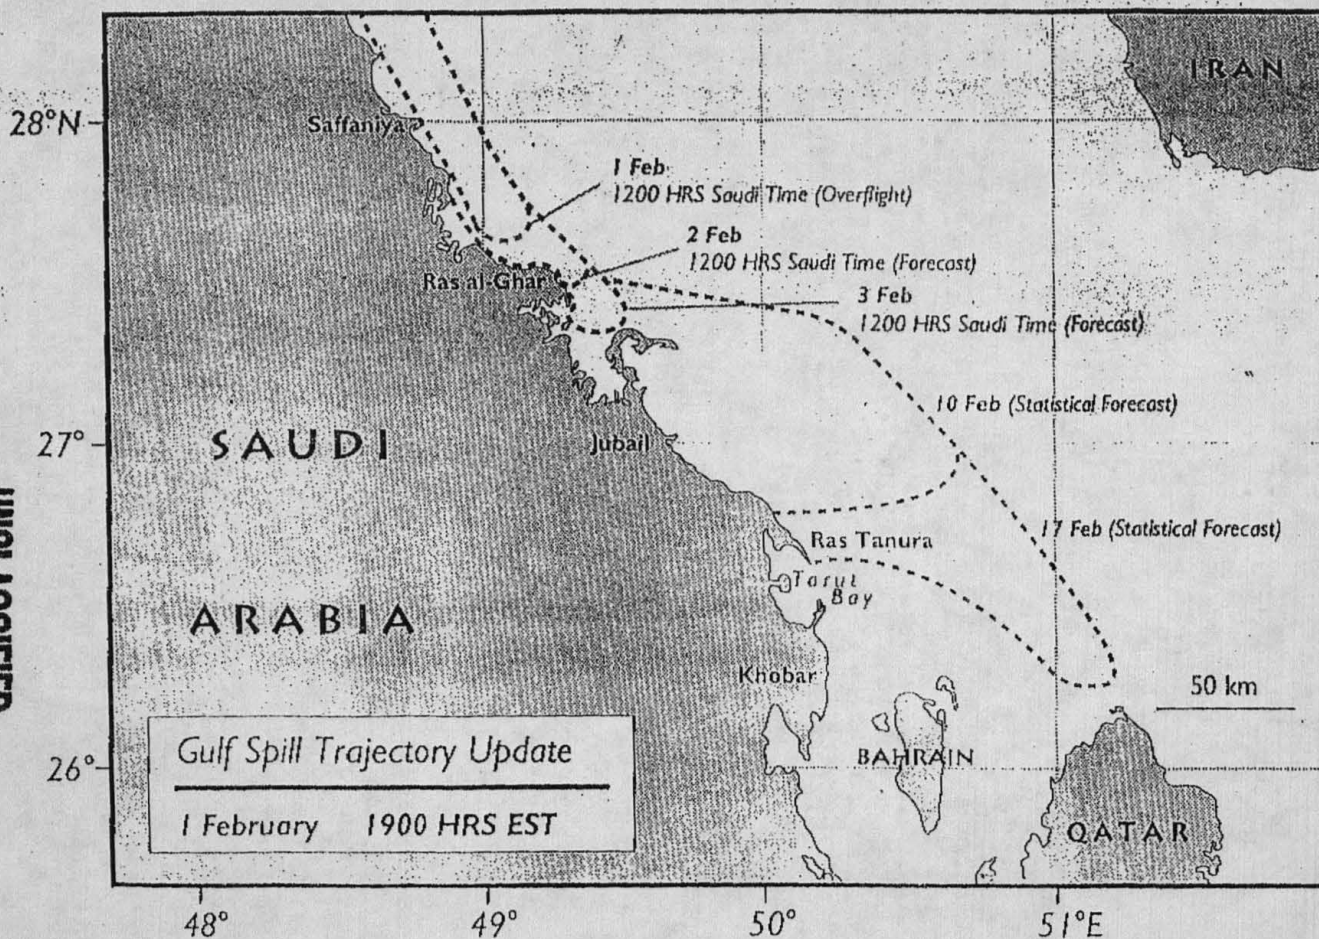 IRAN
28°N
Saffaniya
1 Feb
1200 HRS Saudi Time (Overflight)
2 Feb
1200 HRS Saudi Time (Forecast)
Ras al-Ghar
3 Feb
1200 HRS Saudi Time (Forecast)
10 Feb (Statistical Forecast)
27°
SAUDI
Jubail
17 Feb (Statistical Forecast)
Ras Tanura
Tarut
Bay
ARABIA
Khobar
50 km
Gulf Spill Trajectory Update
1 February 1900 HRS EST
26°
BAHRAIN
QATAR
48°
49°
50°
51°E